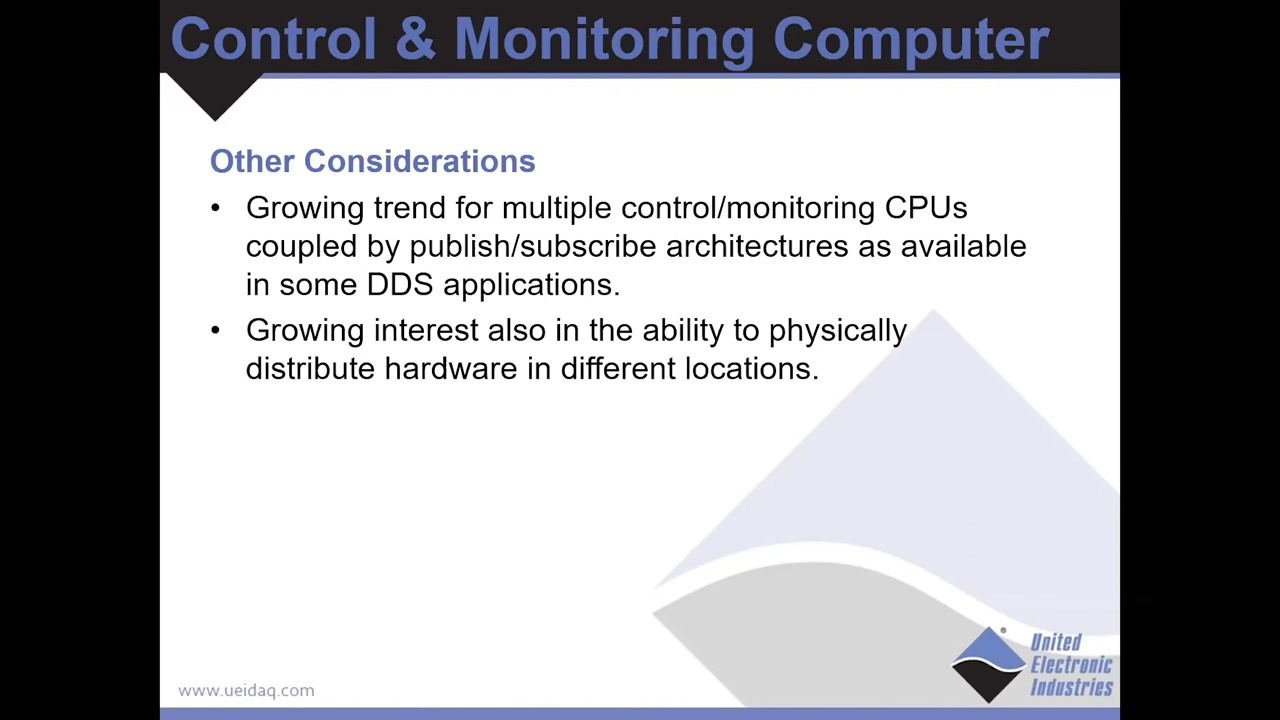 Control & Monitoring Computer
Other Considerations
• Growing trend for multiple control/monitoring CPUs
coupled by publish/subscribe architectures as available
in some DDS applications.
• Growing interest also in the ability to physically
distribute hardware in different locations.
®
United
Electronic
Industries
www.ueidaq.com